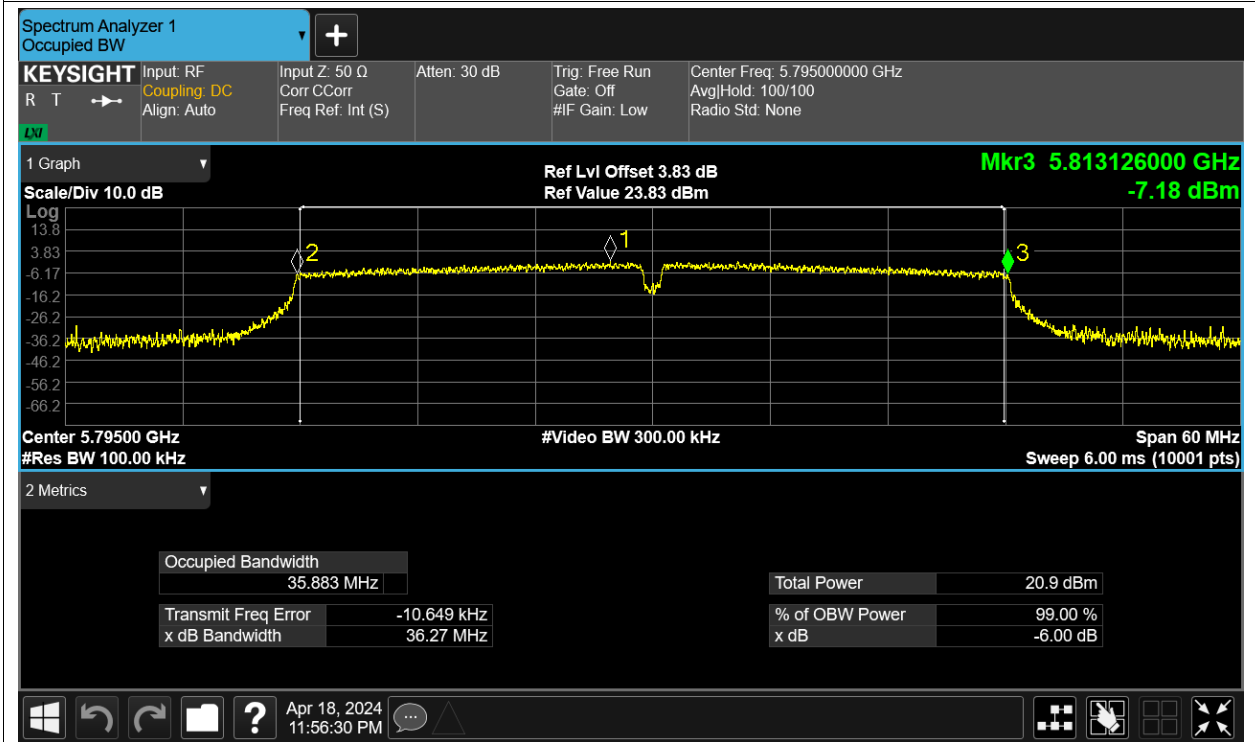 Spectrum Analyzer 1
Occupied BW
KEYSIGHT
R T
LXI
Input: RF
Coupling: DC
Align: Auto
Input Z: 50 Ω
Corr CCorr
Freq Ref: Int (S)
Atten: 30 dB
Trig: Free Run
Gate: Off
#IF Gain: Low
Center Freq: 5.795000000 GHz
Avg|Hold: 100/100
Radio Std: None
1 Graph
Scale/Div 10.0 dB
Ref Lvl Offset 3.83 dB
Ref Value 23.83 dBm
Mkr3 5.813126000 GHz
-7.18 dBm
Log
13.8
3.83
-6.17
-16.2
-26.2
-36.2
-46.2
-56.2
-66.2
2
1
3
Center 5.79500 GHz
#Res BW 100.00 kHz
#Video BW 300.00 kHz
Span 60 MHz
Sweep 6.00 ms (10001 pts)
2 Metrics
Occupied Bandwidth
35.883 MHz
Transmit Freq Error -10.649 kHz
x dB Bandwidth 36.27 MHz
Total Power 20.9 dBm
% of OBW Power 99.00 %
x dB -6.00 dB
?
Apr 18, 2024
11:56:30 PM